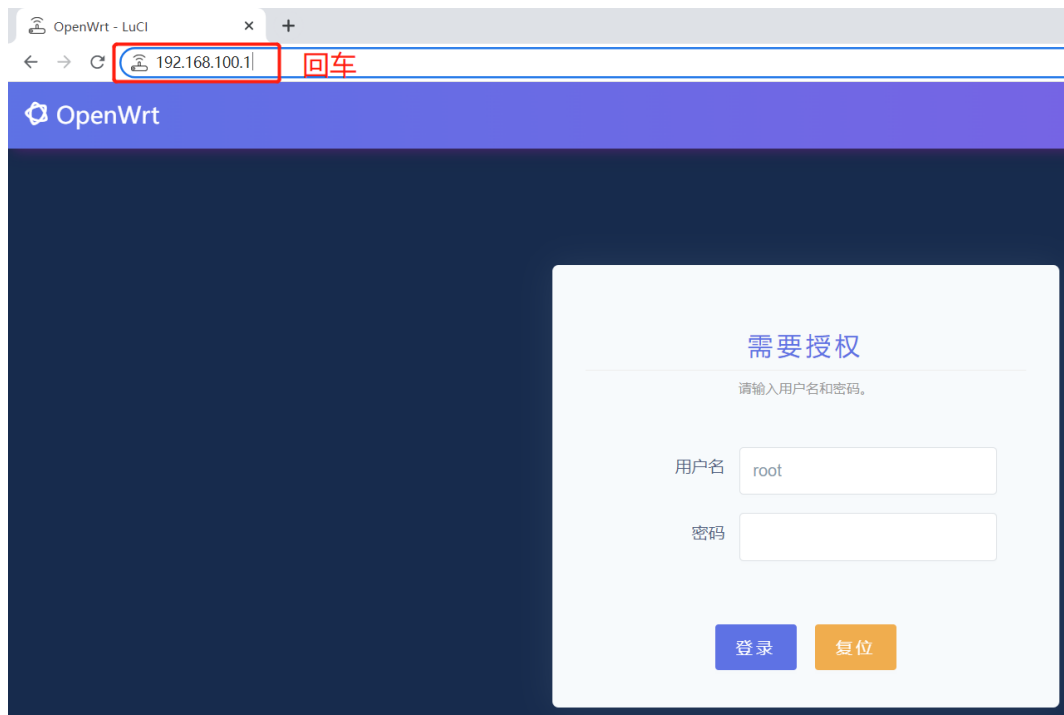 OpenWrt - LuCI
192.168.100.1 回车
OpenWrt
需要授权
请输入用户名和密码。
用户名 root
密码
登录 复位